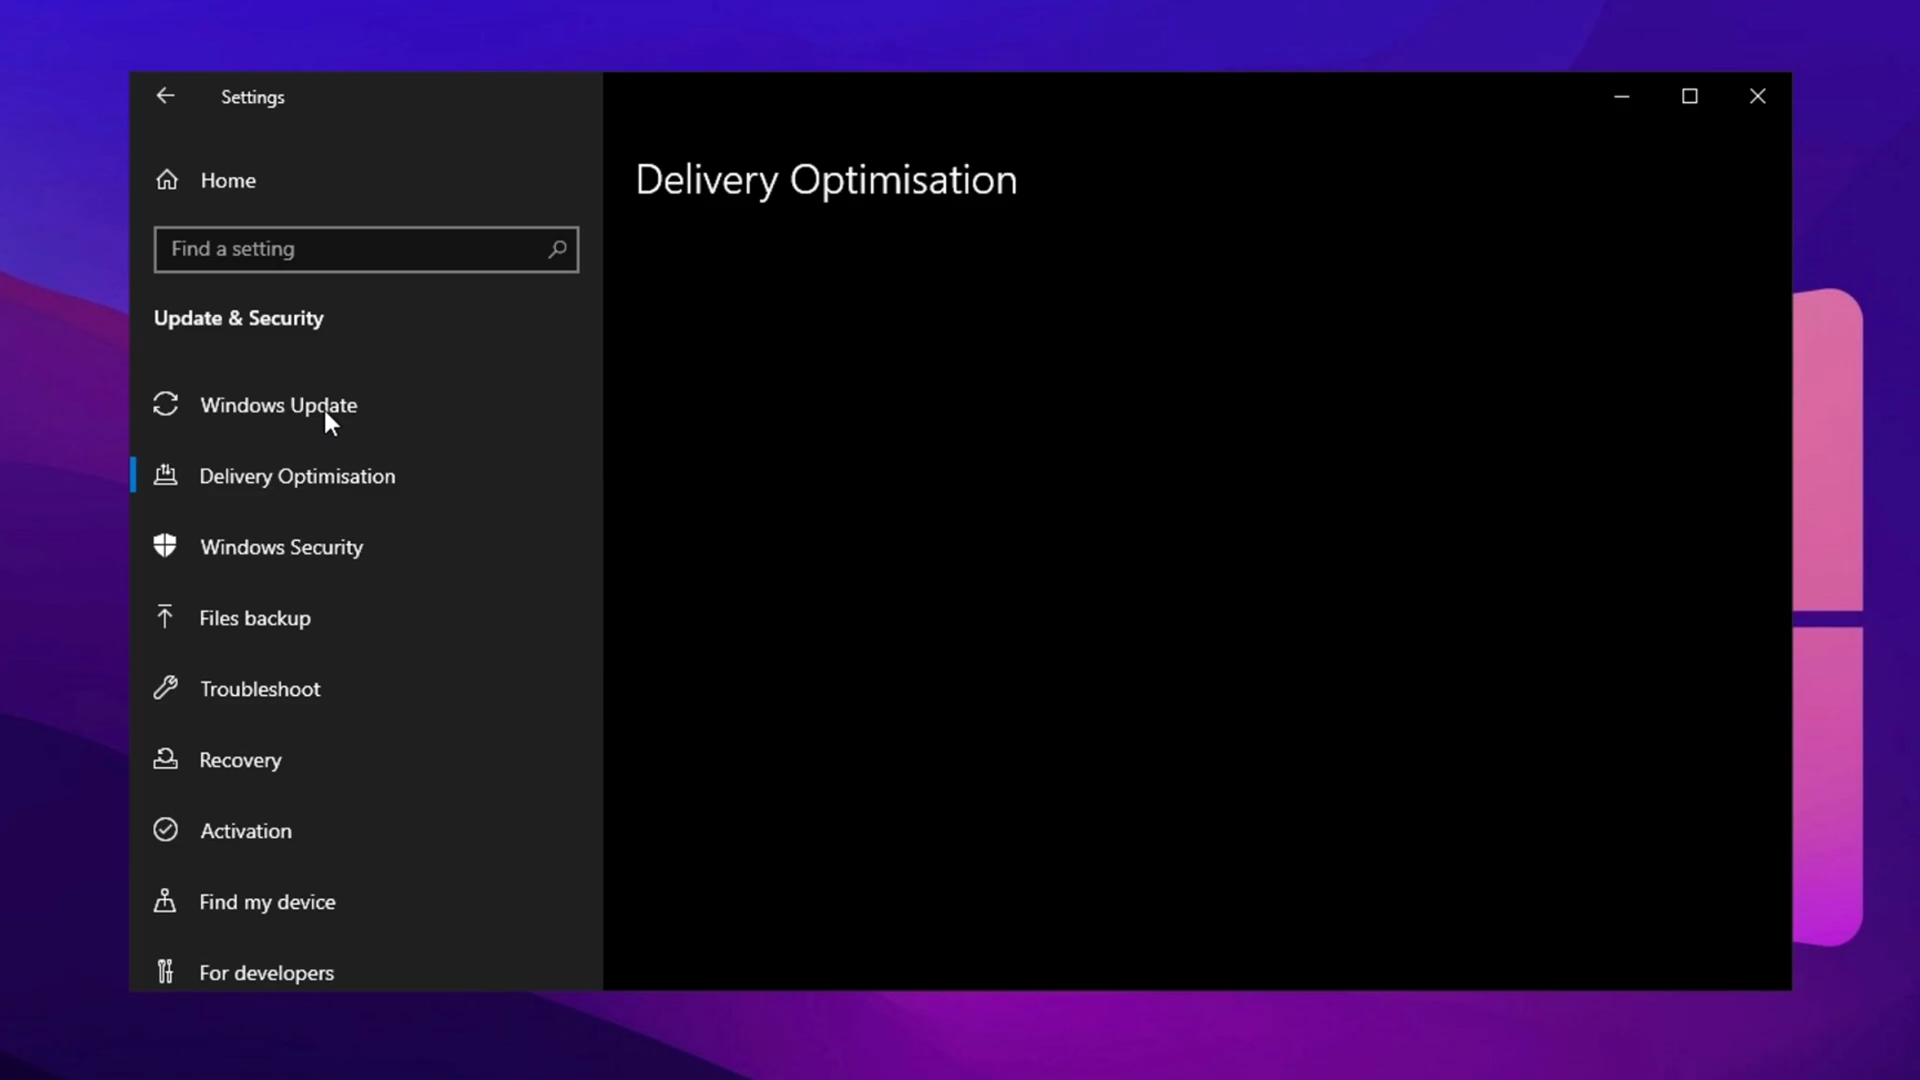 Settings
Home
Find a setting
Update & Security
Windows Update
Delivery Optimisation
Windows Security
Files backup
Troubleshoot
Recovery
Activation
Find my device
For developers
Delivery Optimisation